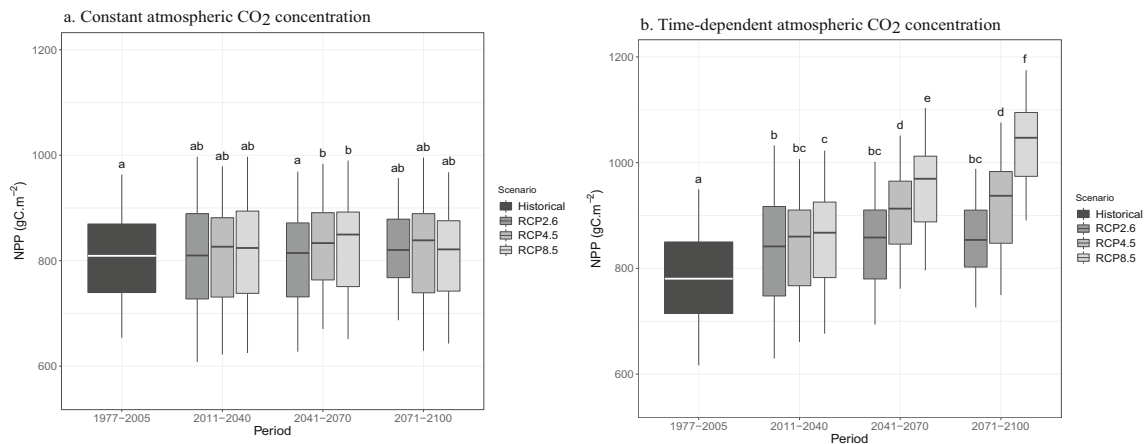 a. Constant atmospheric CO2 concentration
1200
1000
800
600
NPP (gC.m−2)
a
ab
ab
ab
a
b
b
ab
ab
ab
1977−2005
2011−2040
2041−2070
2071−2100
Period
Scenario
Historical
RCP2.6
RCP4.5
RCP8.5
b. Time-dependent atmospheric CO2 concentration
1200
1000
800
600
NPP (gC.m−2)
a
b
bc
c
bc
d
e
bc
d
f
1977−2005
2011−2040
2041−2070
2071−2100
Period
Scenario
Historical
RCP2.6
RCP4.5
RCP8.5